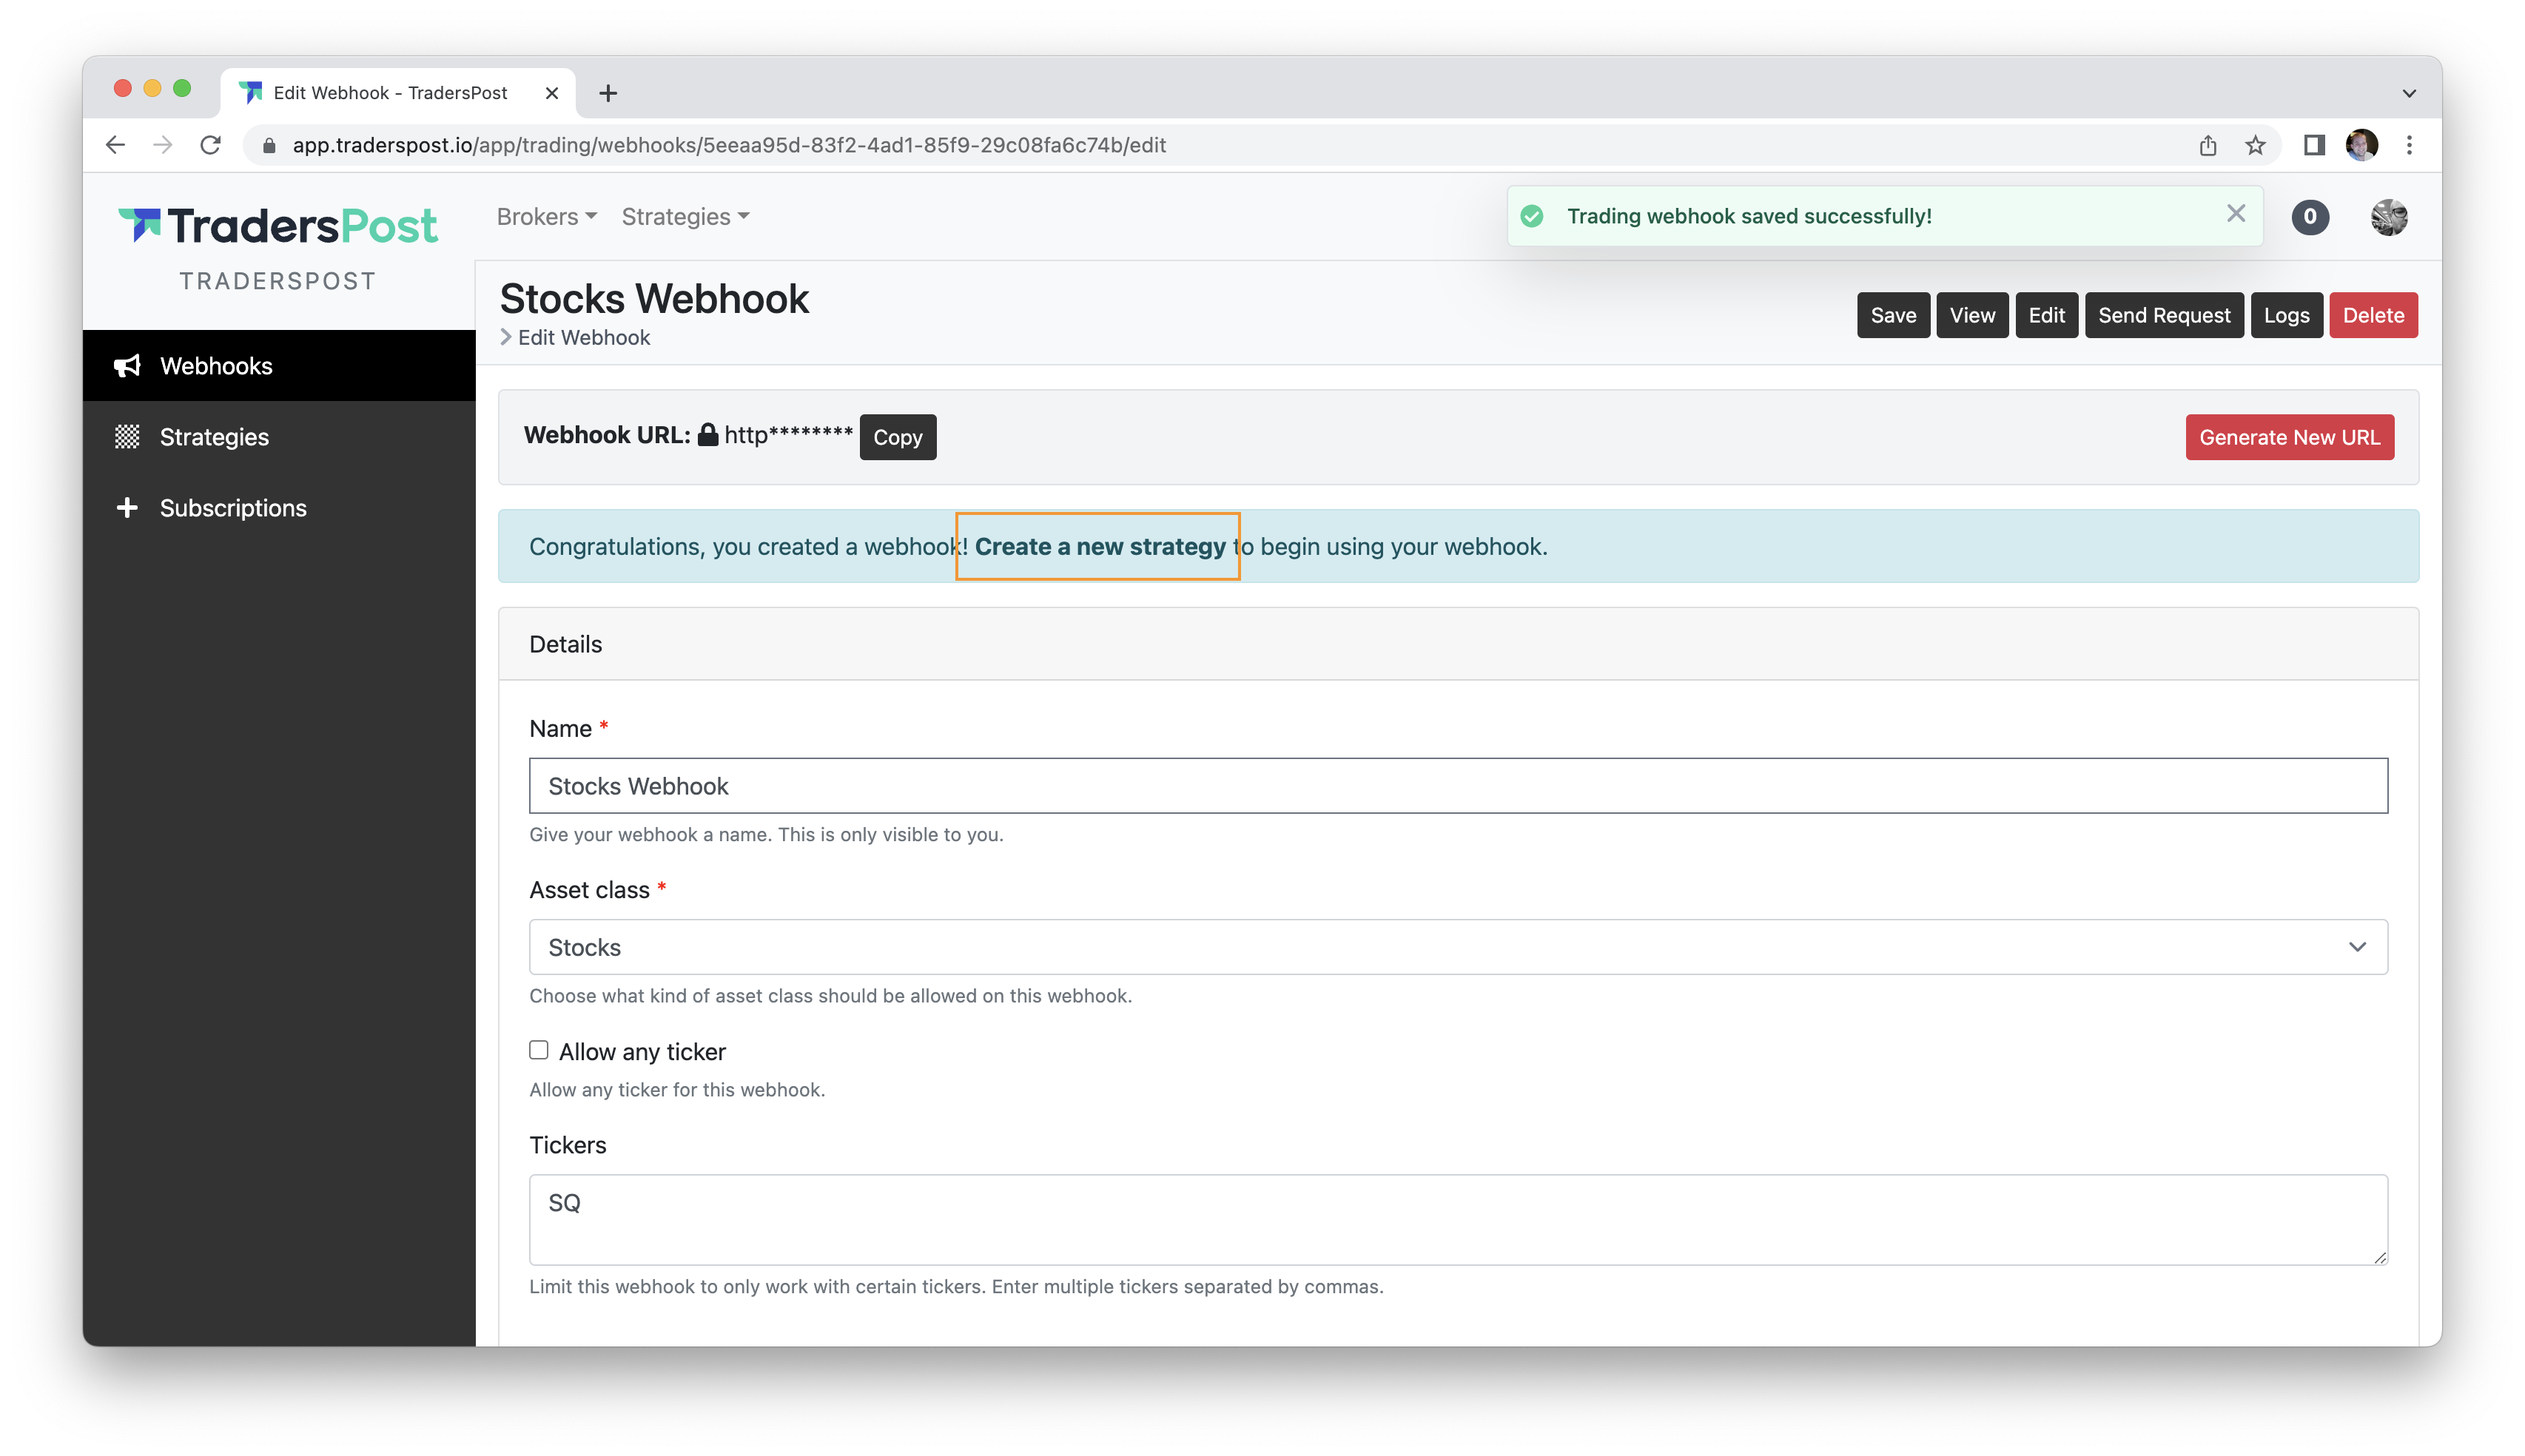 Edit Webhook - TradersPost
app.traderspost.io/app/trading/webhooks/5eeaa95d-83f2-4ad1-85f9-29c08fa6c74b/edit
TradersPost
TRADERSPOST
Brokers
Strategies
Trading webhook saved successfully!
0
Stocks Webhook
Edit Webhook
Save
View
Edit
Send Request
Logs
Delete
Webhooks
Strategies
Subscriptions
Webhook URL: http********
Copy
Generate New URL
Congratulations, you created a webhook! Create a new strategy to begin using your webhook.
Details
Name *
Stocks Webhook
Give your webhook a name. This is only visible to you.
Asset class *
Stocks
Choose what kind of asset class should be allowed on this webhook.
Allow any ticker
Allow any ticker for this webhook.
Tickers
SQ
Limit this webhook to only work with certain tickers. Enter multiple tickers separated by commas.